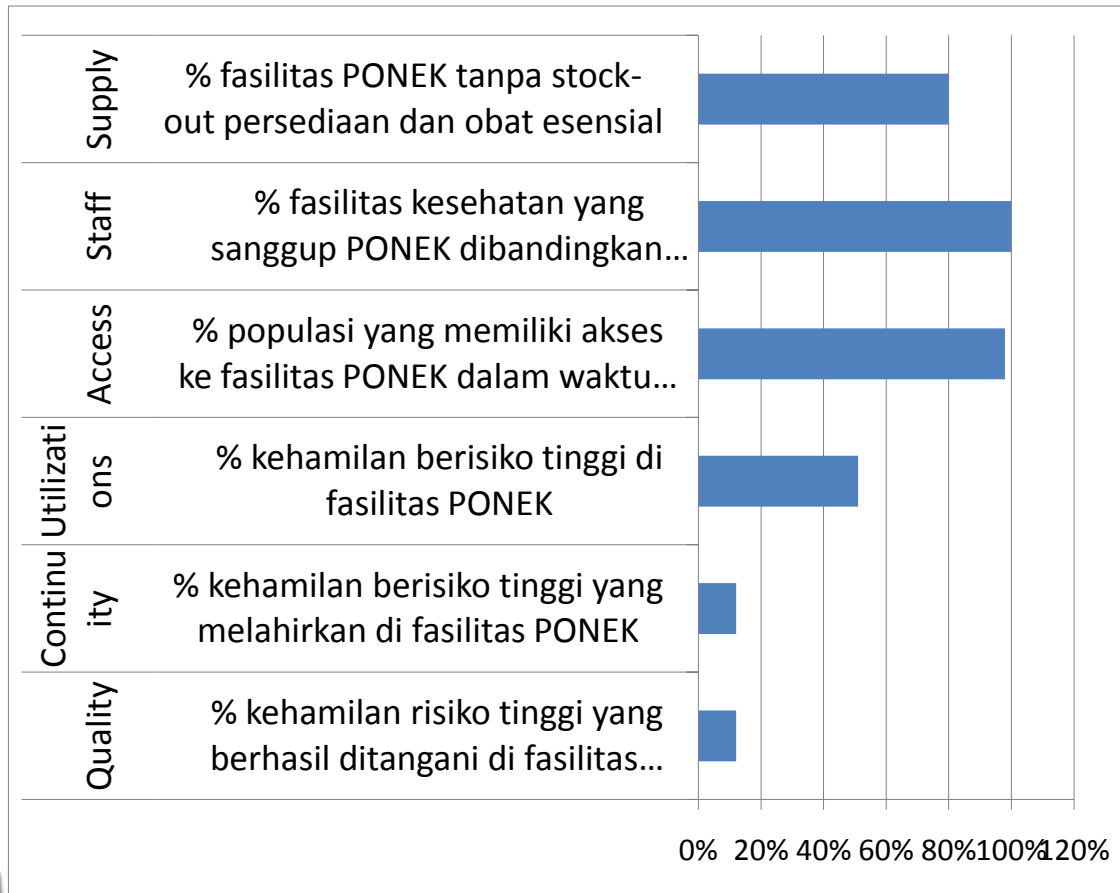 Supply
% fasilitas PONEK tanpa stock-
out persediaan dan obat esensial
Staff
% fasilitas kesehatan yang
sanggup PONEK dibandingkan...
Access
% populasi yang memiliki akses
ke fasilitas PONEK dalam waktu...
Utilizati
ons
% kehamilan berisiko tinggi di
fasilitas PONEK
Continu
ity
% kehamilan berisiko tinggi yang
melahirkan di fasilitas PONEK
Quality
% kehamilan risiko tinggi yang
berhasil ditangani di fasilitas...
0% 20% 40% 60% 80% 100% 120%